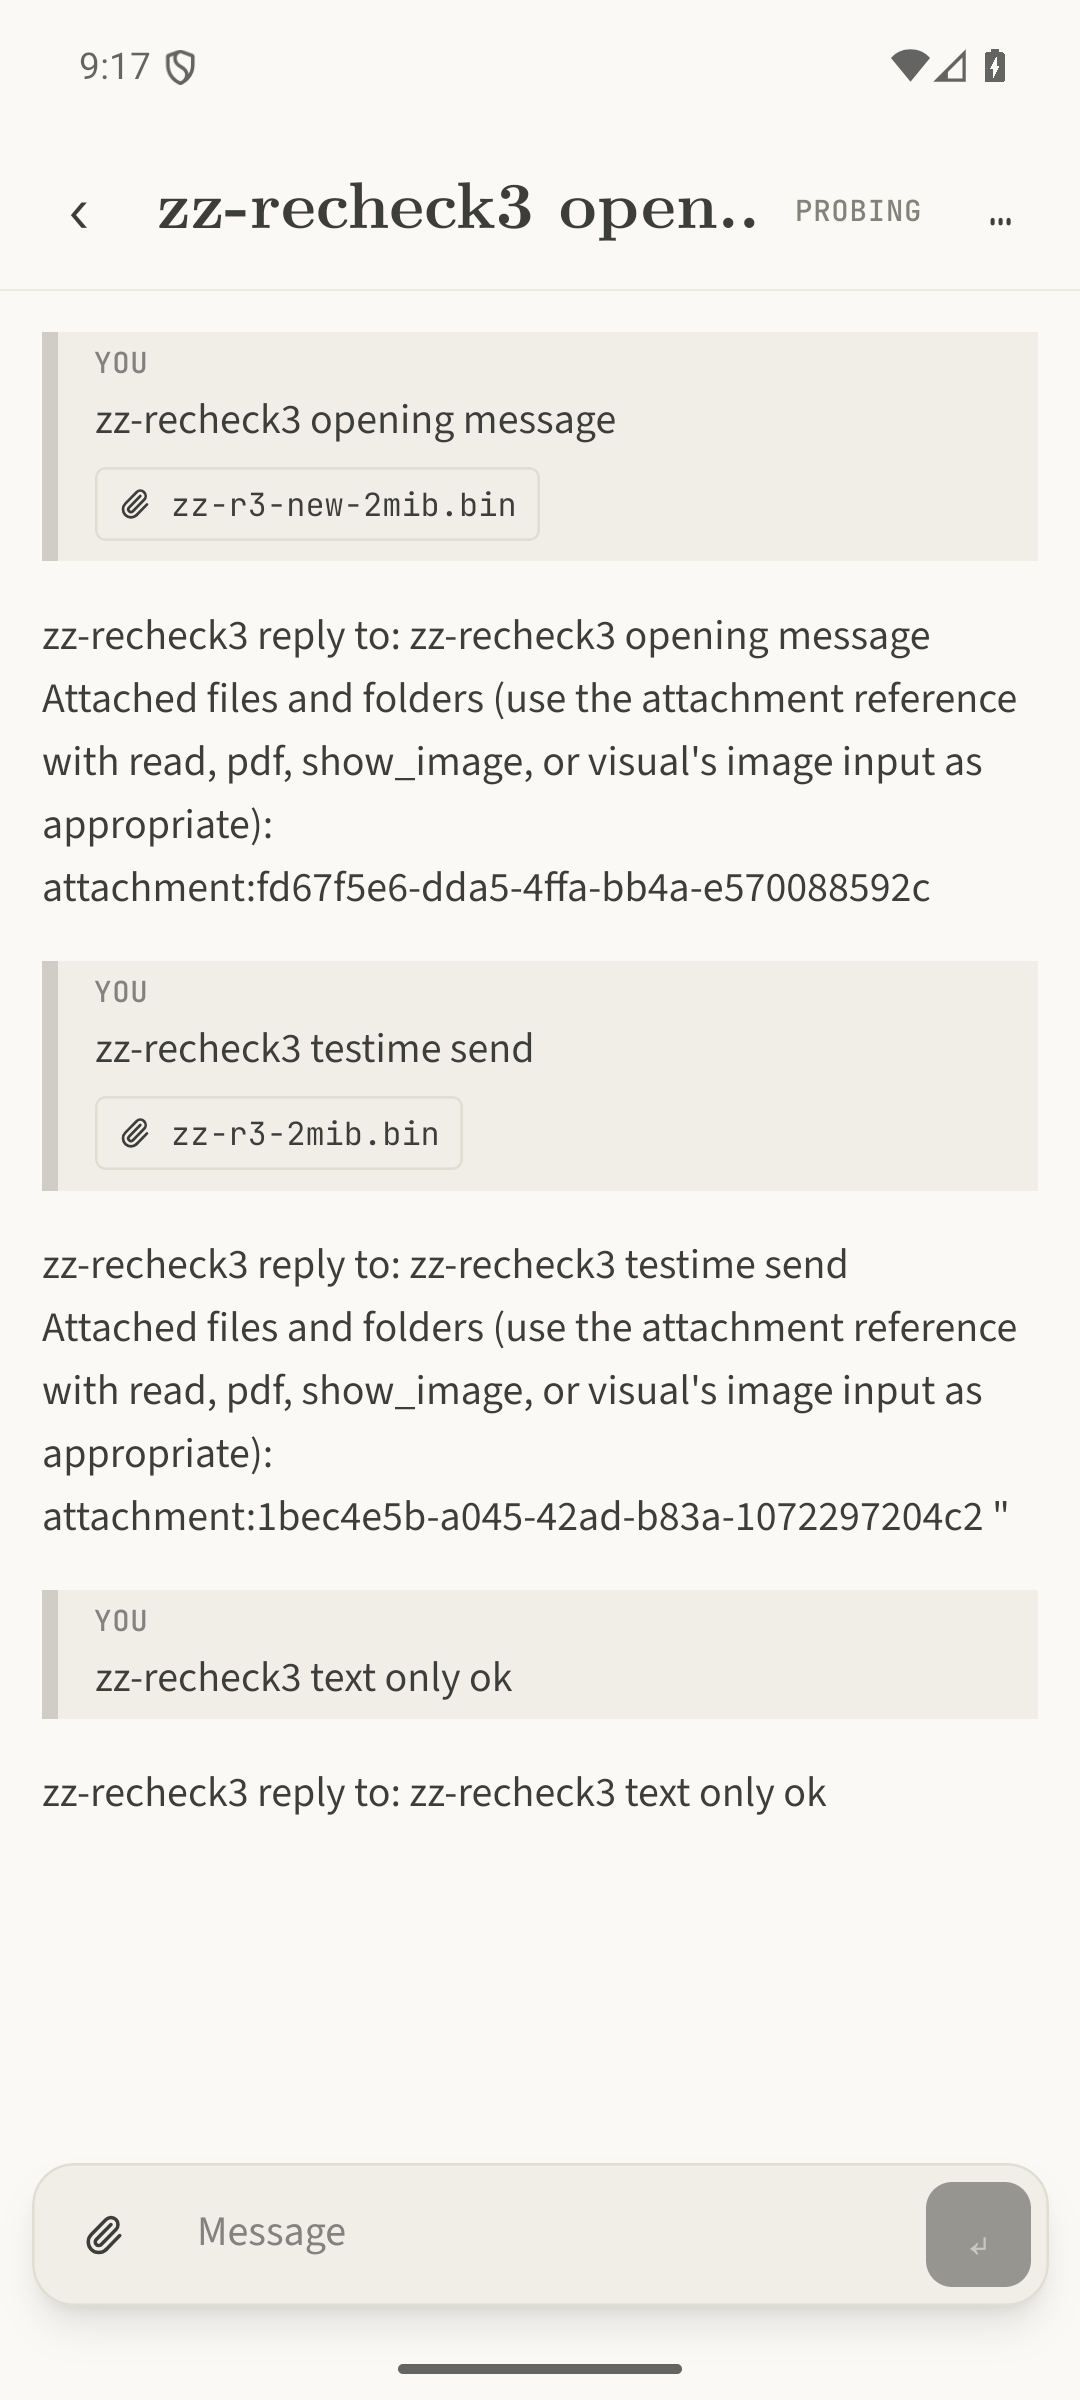 9:17
‹ zz-recheck3 open.. PROBING …
YOU
zz-recheck3 opening message
zz-r3-new-2mib.bin
zz-recheck3 reply to: zz-recheck3 opening message
Attached files and folders (use the attachment reference
with read, pdf, show_image, or visual's image input as
appropriate):
attachment:fd67f5e6-dda5-4ffa-bb4a-e570088592c
YOU
zz-recheck3 testime send
zz-r3-2mib.bin
zz-recheck3 reply to: zz-recheck3 testime send
Attached files and folders (use the attachment reference
with read, pdf, show_image, or visual's image input as
appropriate):
attachment:1bec4e5b-a045-42ad-b83a-1072297204c2 "
YOU
zz-recheck3 text only ok
zz-recheck3 reply to: zz-recheck3 text only ok
Message